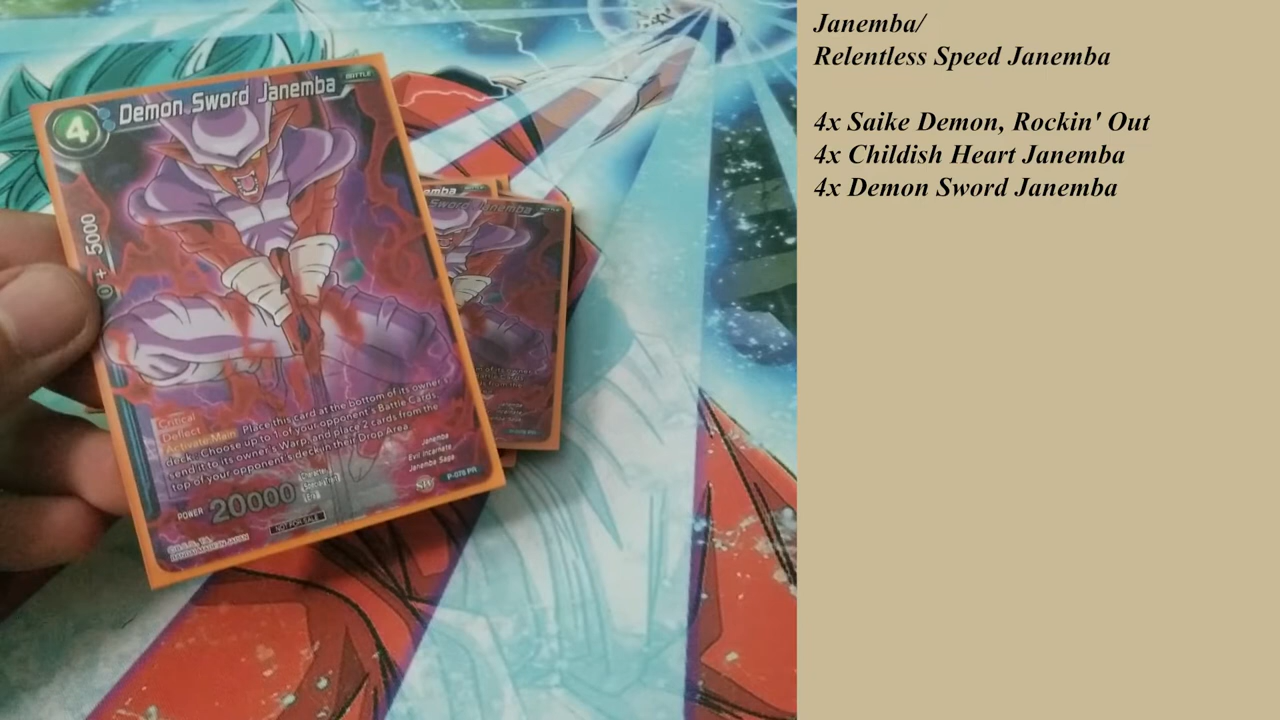 Demon Sword Janemba
BATTLE
4
5000
Critical
Deflect
Activate Main Place this card at the bottom of its owner's
deck: Choose up to 1 of your opponent's Battle Cards,
send it to its owner's Warp, and place 2 cards from the
top of your opponent's deck in their Drop Area.
Janemba
Evil Incarnate
Janemba Saga
POWER 20000
P-076 PR
NOT FOR SALE
Sword Janemba
Janemba/
Relentless Speed Janemba
4x Saike Demon, Rockin' Out
4x Childish Heart Janemba
4x Demon Sword Janemba